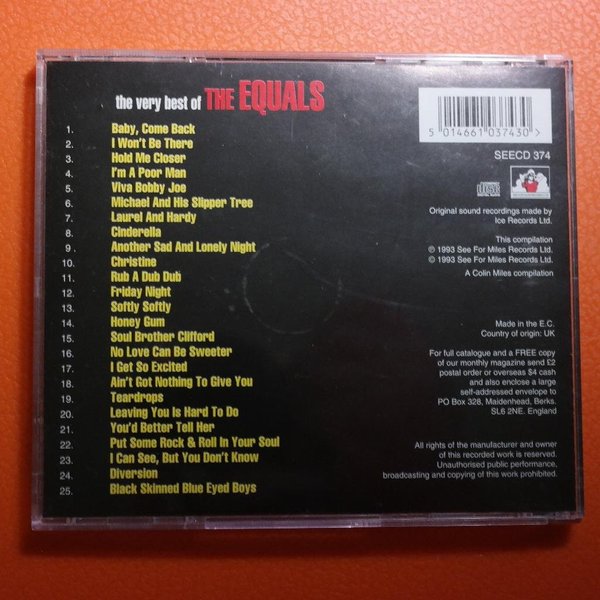 the very best of THE EQUALS
1. Baby, Come Back
2. I Won't Be There
3. Hold Me Closer
4. I'm A Poor Man
5. Viva Bobby Joe
6. Michael And His Slipper Tree
7. Laurel And Hardy
8. Cinderella
9. Another Sad And Lonely Night
10. Christine
11. Rub A Dub Dub
12. Friday Night
13. Softly Softly
14. Honey Gum
15. Soul Brother Clifford
16. No Love Can Be Sweeter
17. I Get So Excited
18. Ain't Got Nothing To Give You
19. Teardrops
20. Leaving You Is Hard To Do
21. You'd Better Tell Her
22. Put Some Rock & Roll In Your Soul
23. I Can See, But You Don't Know
24. Diversion
25. Black Skinned Blue Eyed Boys
5 014661 037430 >
SEECD 374
Original sound recordings made by
Ice Records Ltd.
This compilation
℗ 1993 See For Miles Records Ltd.
© 1993 See For Miles Records Ltd.
A Colin Miles compilation
Made in the E.C.
Country of origin: UK
For full catalogue and a FREE copy
of our monthly magazine send £2
postal order or overseas $4 cash
and also enclose a large
self-addressed envelope to
PO Box 328, Maidenhead, Berks.
SL6 2NE. England
All rights of the manufacturer and owner
of this recorded work is reserved.
Unauthorised public performance,
broadcasting and copying of this work prohibited.